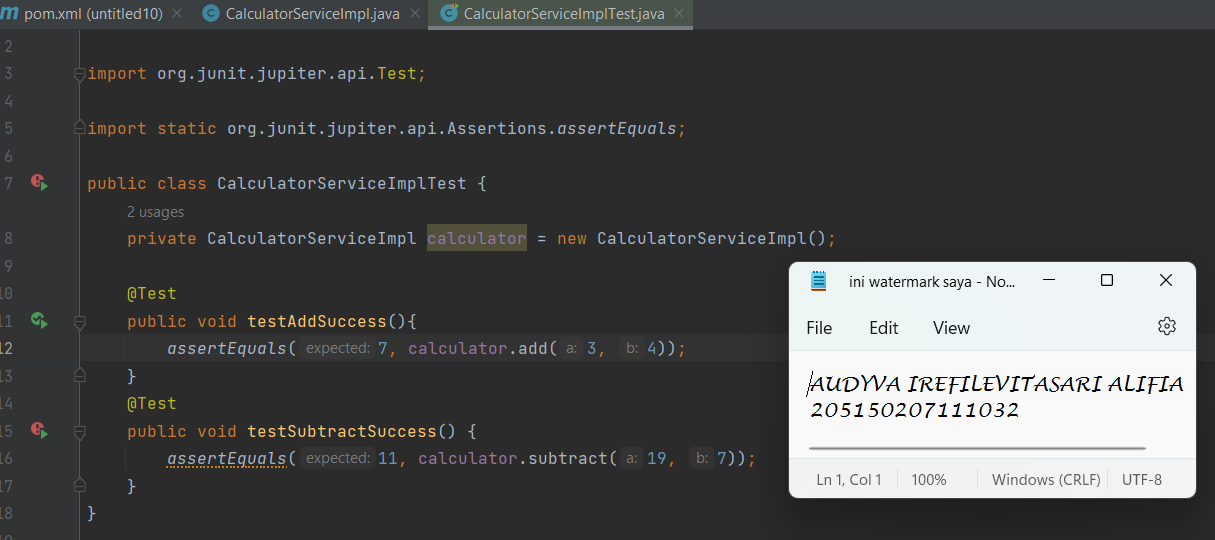 pom.xml (untitled10)
CalculatorServiceImpl.java
CalculatorServiceImplTest.java
2
3 import org.junit.jupiter.api.Test;
4
5 import static org.junit.jupiter.api.Assertions.assertEquals;
6
7 public class CalculatorServiceImplTest {
2 usages
8 private CalculatorServiceImpl calculator = new CalculatorServiceImpl();
9
10 @Test
11 public void testAddSuccess(){
12 assertEquals( expected: 7, calculator.add( a: 3, b: 4));
13 }
14 @Test
15 public void testSubtractSuccess() {
16 assertEquals( expected: 11, calculator.subtract( a: 19, b: 7));
17 }
18 }
ini watermark saya - No...
File Edit View
AUDYVA IREFILEVITASARI ALIFIA
205150207111032
Ln 1, Col 1 100% Windows (CRLF) UTF-8